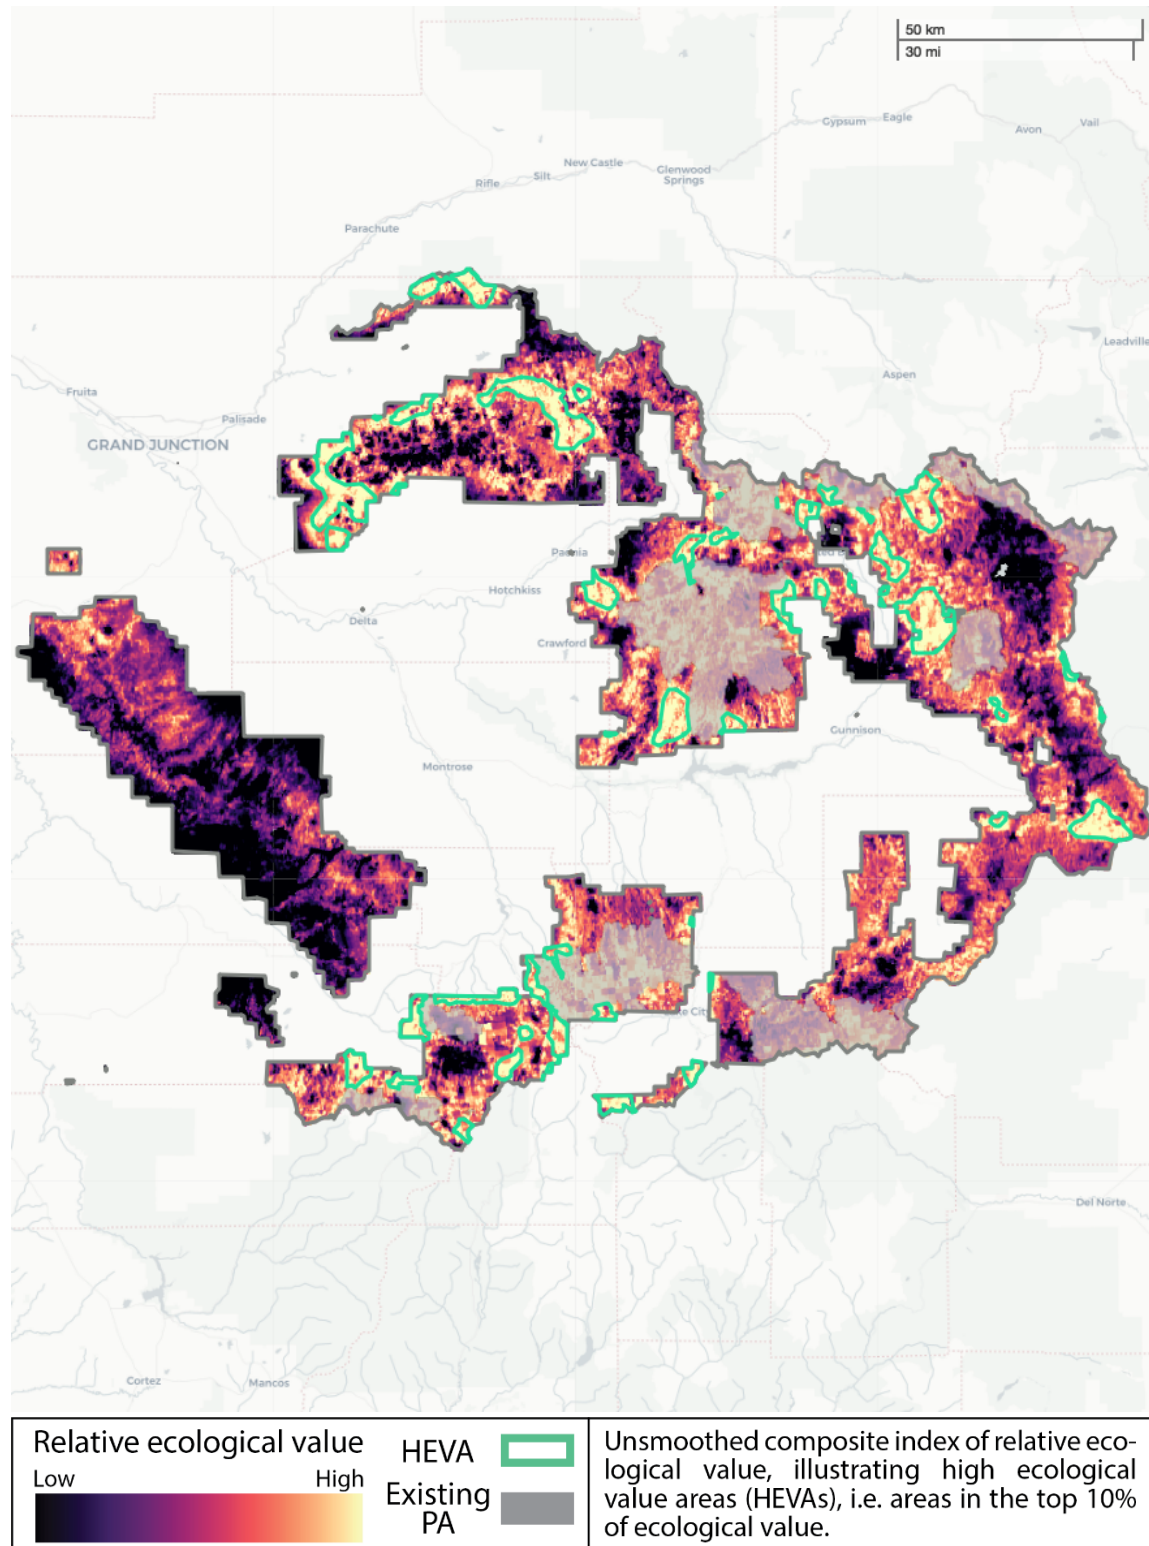 50 km
30 mi
Gypsum
Eagle
Avon
Vail
New Castle
Silt
Rifle
Glenwood
Springs
Parachute
Leadville
Aspen
Fruita
Palisade
GRAND JUNCTION
Paonia
Hotchkiss
Delta
Crawford
Gunnison
Montrose
Del Norte
Cortez
Mancos
Relative ecological value
Low
High
HEVA
Existing
PA
Unsmoothed composite index of relative eco-
logical value, illustrating high ecological
value areas (HEVAs), i.e. areas in the top 10%
of ecological value.